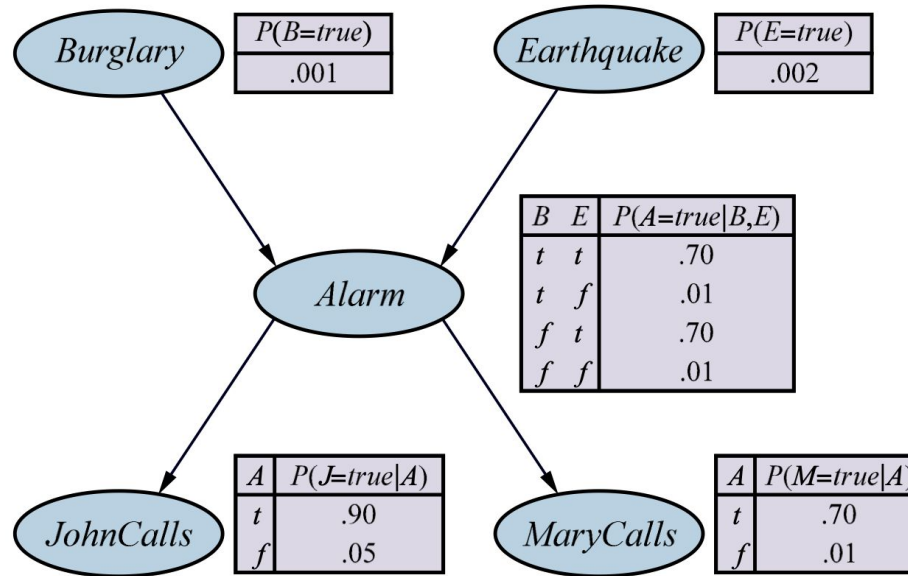 Burglary
P(B=true)
.001
Earthquake
P(E=true)
.002
B E P(A=true|B,E)
t t .70
t f .01
f t .70
f f .01
Alarm
JohnCalls
A P(J=true|A)
t .90
f .05
MaryCalls
A P(M=true|A)
t .70
f .01